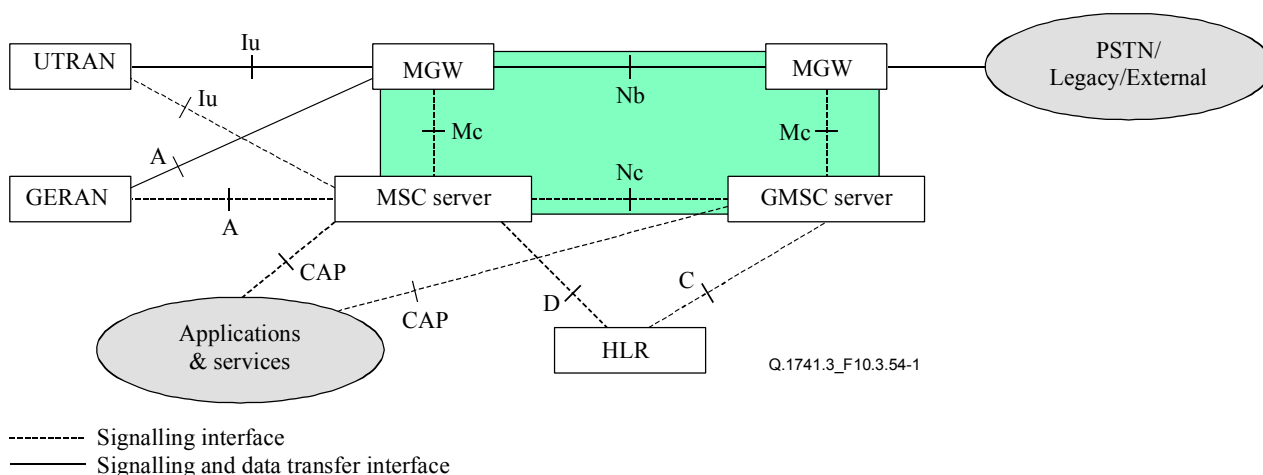 Iu
UTRAN
MGW
MGW
PSTN/
Legacy/External
Nb
Iu
Mc
Mc
A
Nc
GERAN
MSC server
GMSC server
A
CAP
C
D
CAP
Applications
& services
HLR
Q.1741.3_F10.3.54-1
Signalling interface
Signalling and data transfer interface